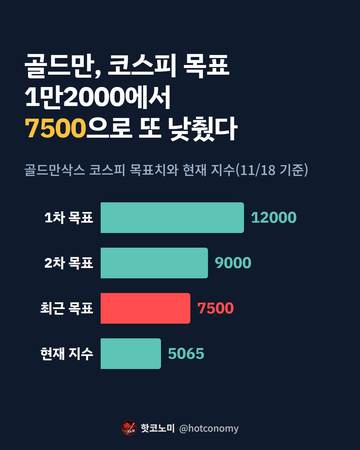 골드만, 코스피 목표
1만2000에서
7500으로 또 낮췄다
골드만삭스 코스피 목표치와 현재 지수(11/18 기준)
1차 목표 12000
2차 목표 9000
최근 목표 7500
현재 지수 5065
핫코노미 @hotconomy